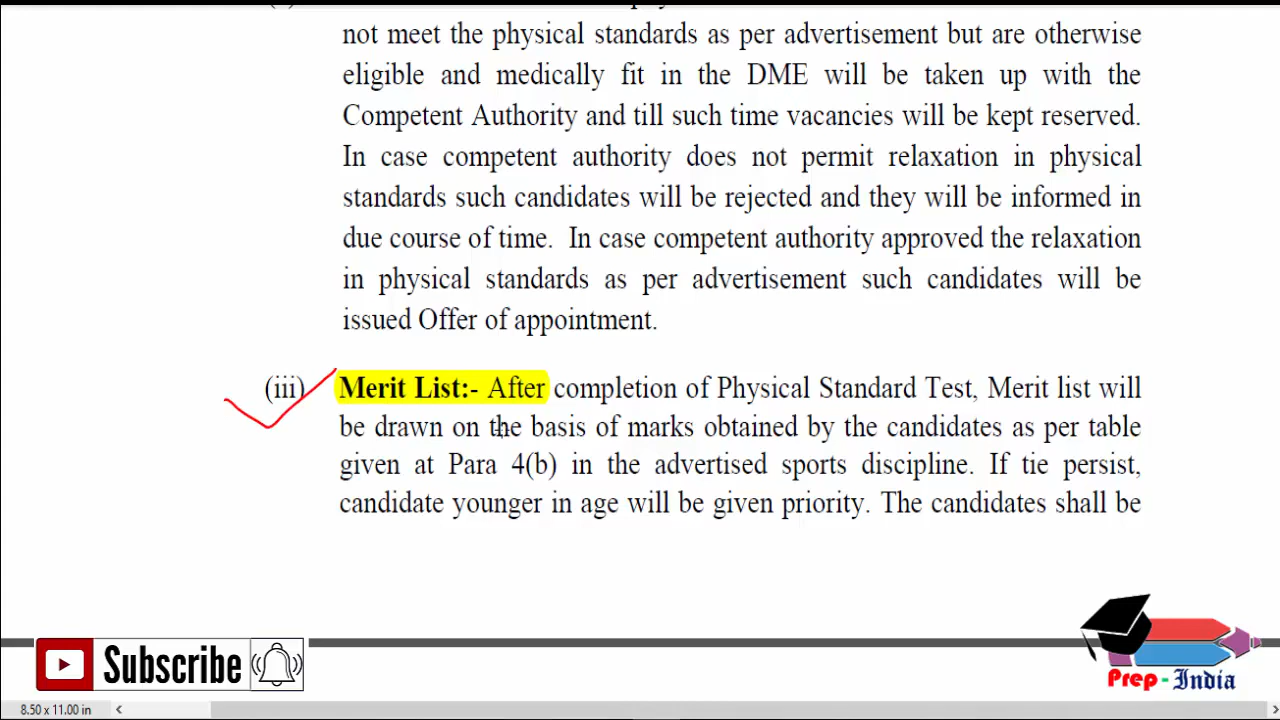 not meet the physical standards as per advertisement but are otherwise
eligible and medically fit in the DME will be taken up with the
Competent Authority and till such time vacancies will be kept reserved.
In case competent authority does not permit relaxation in physical
standards such candidates will be rejected and they will be informed in
due course of time. In case competent authority approved the relaxation
in physical standards as per advertisement such candidates will be
issued Offer of appointment.
(iii) Merit List:- After completion of Physical Standard Test, Merit list will
be drawn on the basis of marks obtained by the candidates as per table
given at Para 4(b) in the advertised sports discipline. If tie persist,
candidate younger in age will be given priority. The candidates shall be
Subscribe
Prep - India
8.50 x 11.00 in